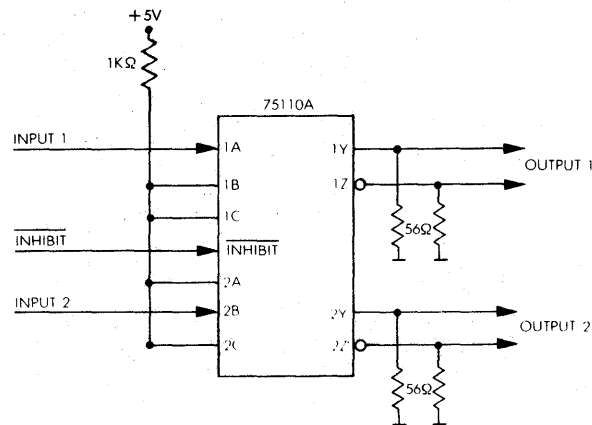 +5V
1KΩ
75110A
INPUT 1
1A
1Y
1B
1Z
OUTPUT 1
1C
INHIBIT
INHIBIT
56Ω
2A
INPUT 2
2B
2Y
OUTPUT 2
2C
2Z
56Ω